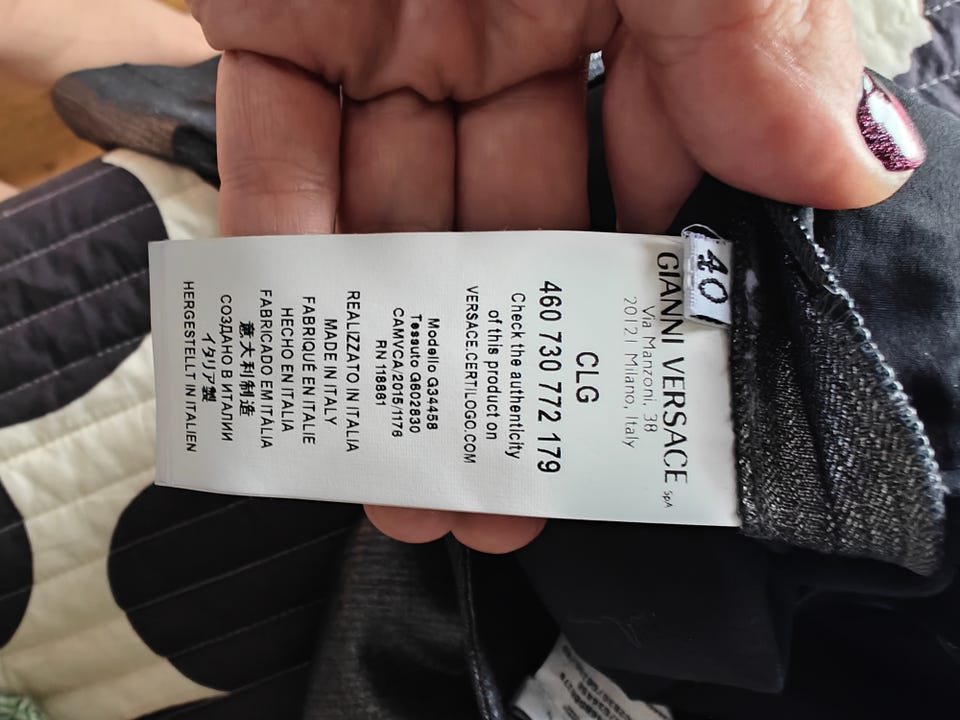 40
GIANNI VERSACE SpA
Via Manzoni, 38
20121 Milano, Italy
CLG
460 730 772 179
Check the authenticity
of this product on
VERSACE.CERTILOGO.COM
Modello G34458
Tessuto G602830
CAMVCA/2015/1176
RN 118861
REALIZZATO IN ITALIA
MADE IN ITALY
FABRIQUÉ EN ITALIE
HECHO EN ITALIA
FABRICADO EM ITÁLIA
意大利制造
СОЗДАНО В ИТАЛИИ
イタリア製
HERGESTELLT IN ITALIEN